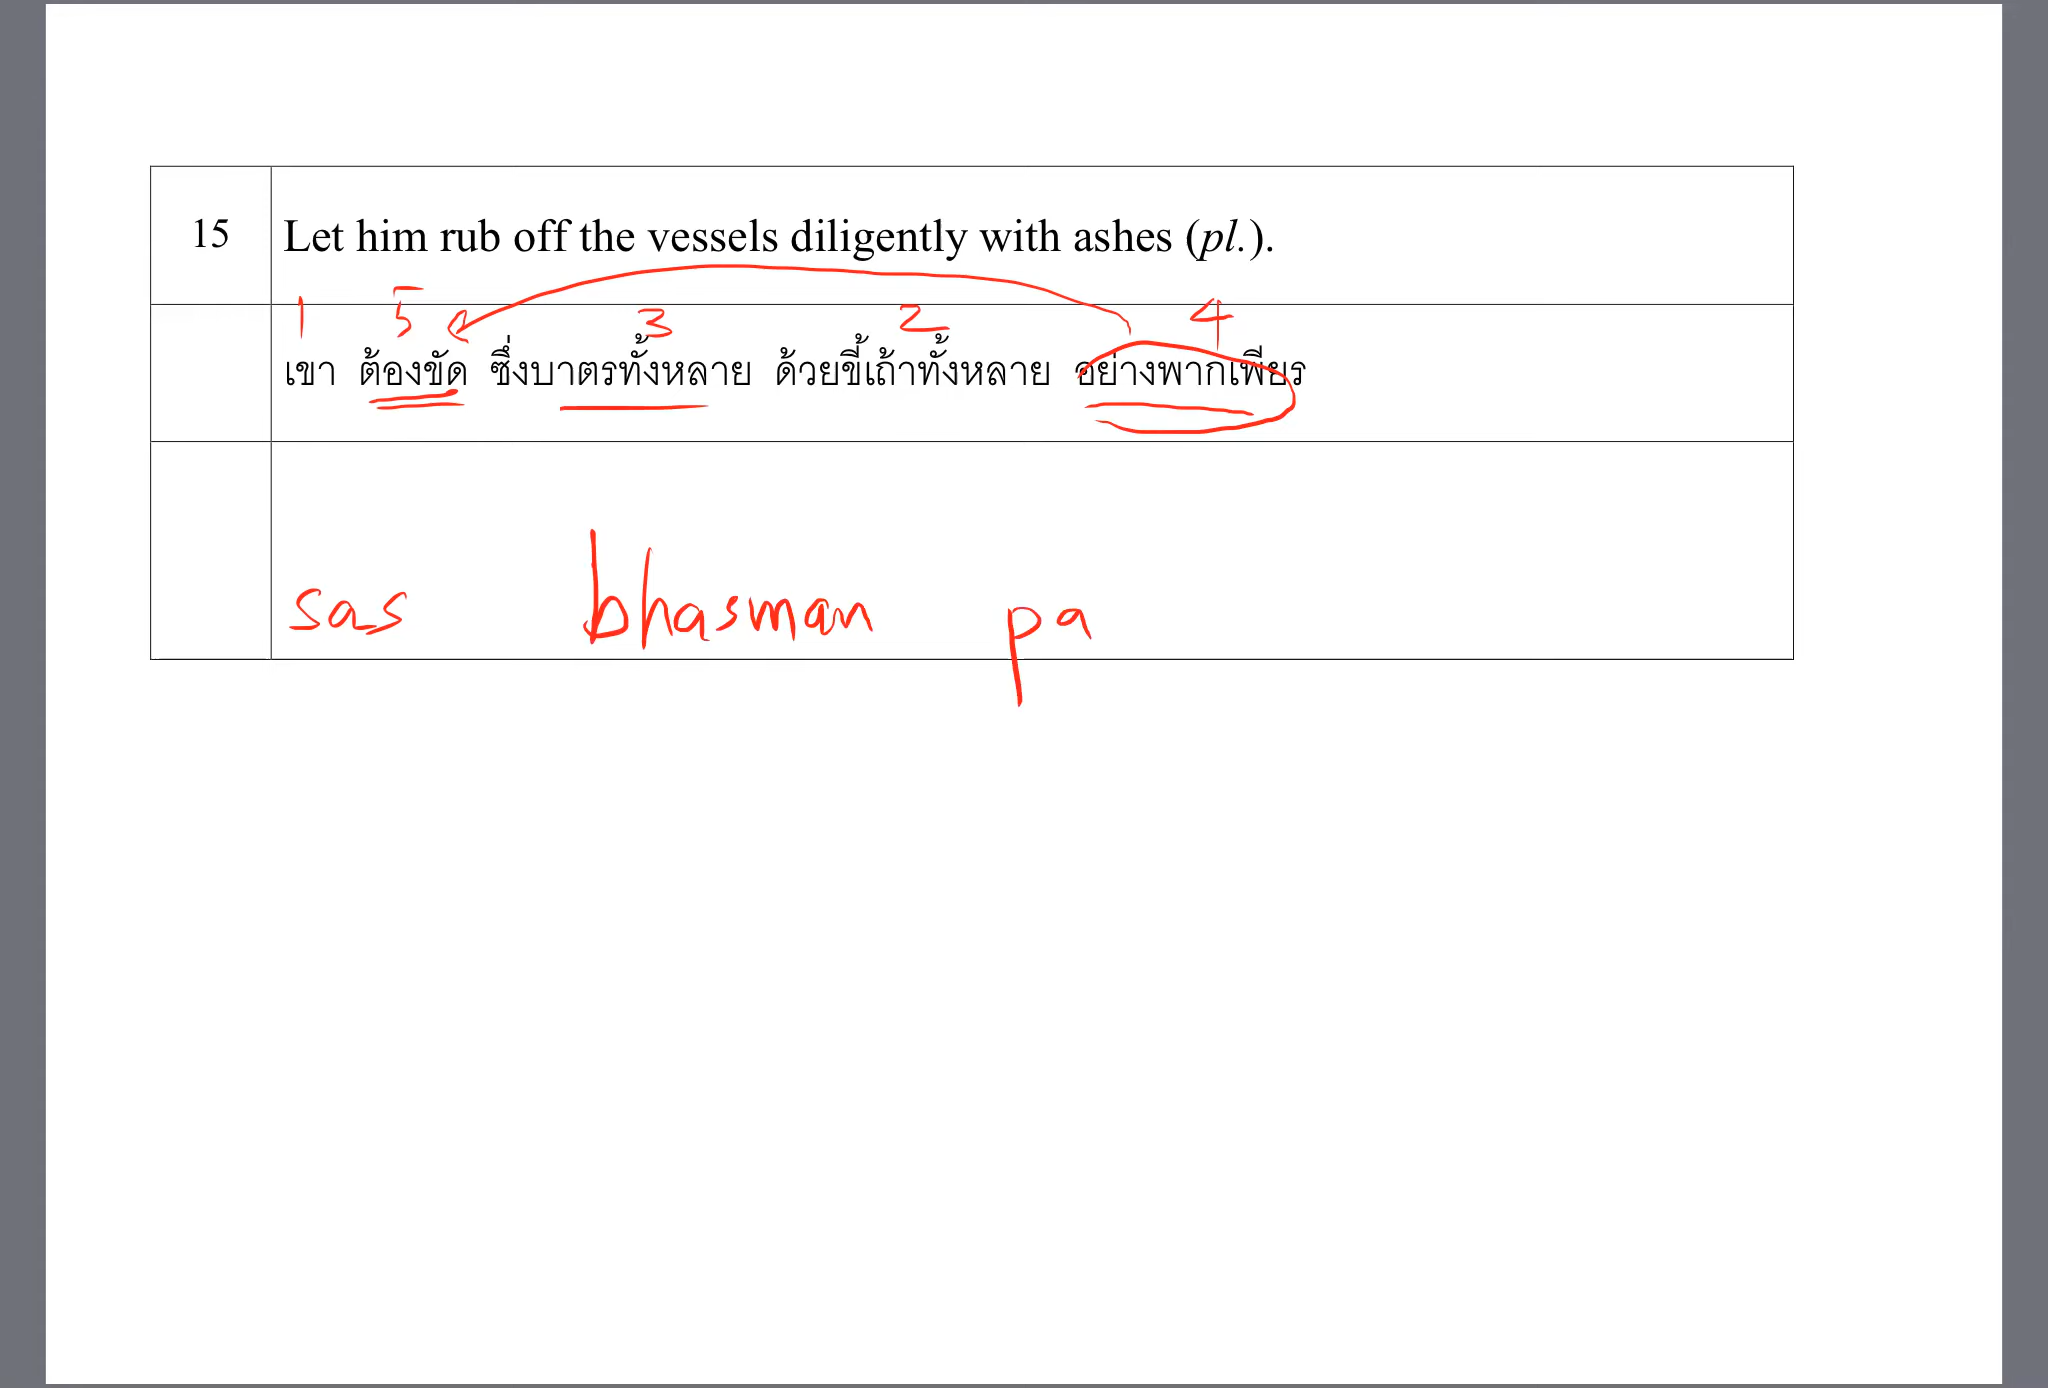 15 Let him rub off the vessels diligently with ashes (pl.).
1 5 3 2 4
เขา ต้องขัด ซึ่งบาตรทั้งหลาย ด้วยขี้เถ้าทั้งหลาย อย่างพากเพียร
sas bhasman pa